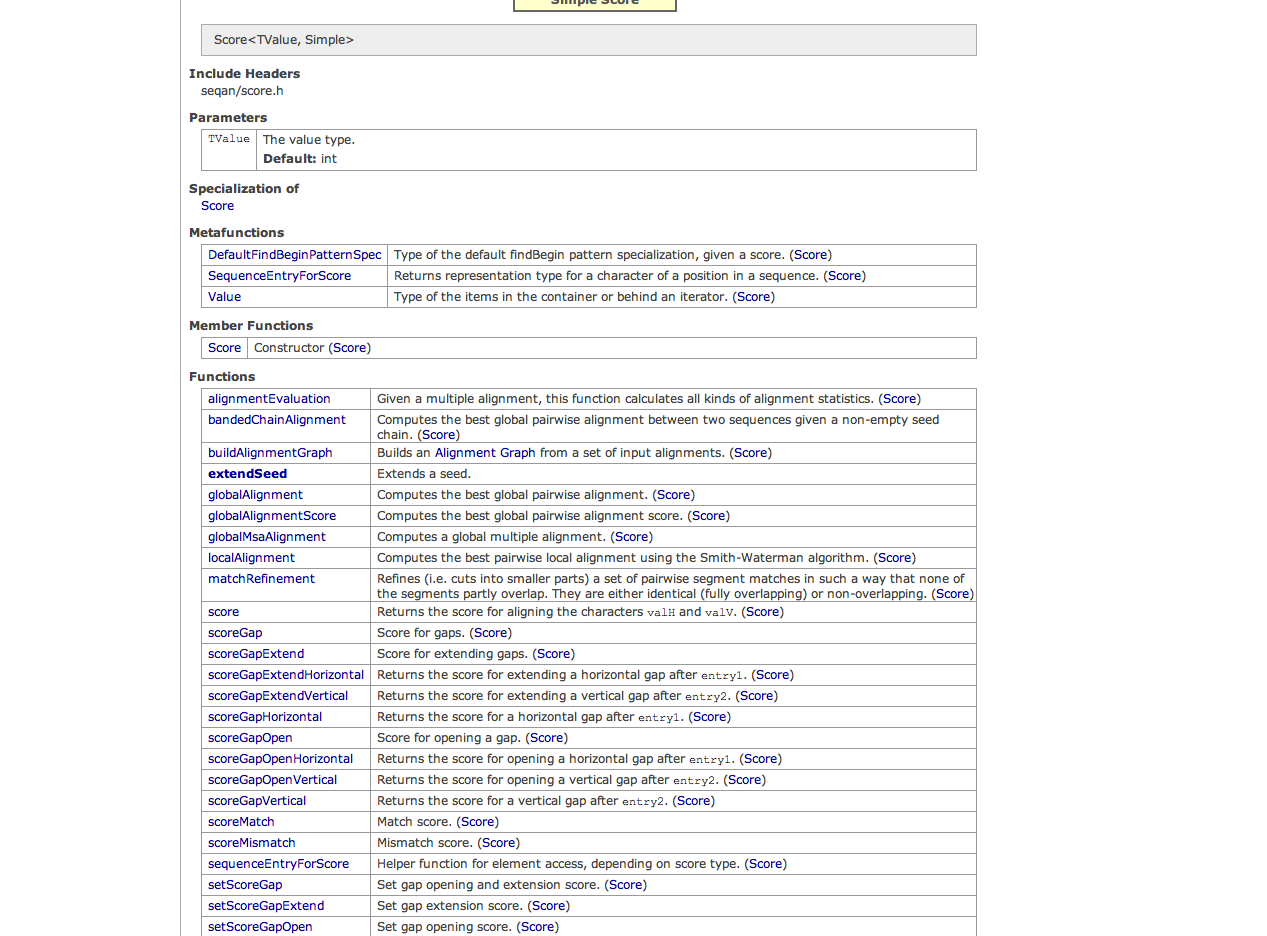 Simple Score
Score<TValue, Simple>
Include Headers
seqan/score.h
Parameters
TValue The value type.
Default: int
Specialization of
Score
Metafunctions
DefaultFindBeginPatternSpec Type of the default findBegin pattern specialization, given a score. (Score)
SequenceEntryForScore Returns representation type for a character of a position in a sequence. (Score)
Value Type of the items in the container or behind an iterator. (Score)
Member Functions
Score Constructor (Score)
Functions
alignmentEvaluation Given a multiple alignment, this function calculates all kinds of alignment statistics. (Score)
bandedChainAlignment Computes the best global pairwise alignment between two sequences given a non-empty seed
chain. (Score)
buildAlignmentGraph Builds an Alignment Graph from a set of input alignments. (Score)
extendSeed Extends a seed.
globalAlignment Computes the best global pairwise alignment. (Score)
globalAlignmentScore Computes the best global pairwise alignment score. (Score)
globalMsaAlignment Computes a global multiple alignment. (Score)
localAlignment Computes the best pairwise local alignment using the Smith-Waterman algorithm. (Score)
matchRefinement Refines (i.e. cuts into smaller parts) a set of pairwise segment matches in such a way that none of
the segments partly overlap. They are either identical (fully overlapping) or non-overlapping. (Score)
score Returns the score for aligning the characters valH and valV. (Score)
scoreGap Score for gaps. (Score)
scoreGapExtend Score for extending gaps. (Score)
scoreGapExtendHorizontal Returns the score for extending a horizontal gap after entry1. (Score)
scoreGapExtendVertical Returns the score for extending a vertical gap after entry2. (Score)
scoreGapHorizontal Returns the score for a horizontal gap after entry1. (Score)
scoreGapOpen Score for opening a gap. (Score)
scoreGapOpenHorizontal Returns the score for opening a horizontal gap after entry1. (Score)
scoreGapOpenVertical Returns the score for opening a vertical gap after entry2. (Score)
scoreGapVertical Returns the score for a vertical gap after entry2. (Score)
scoreMatch Match score. (Score)
scoreMismatch Mismatch score. (Score)
sequenceEntryForScore Helper function for element access, depending on score type. (Score)
setScoreGap Set gap opening and extension score. (Score)
setScoreGapExtend Set gap extension score. (Score)
setScoreGapOpen Set gap opening score. (Score)